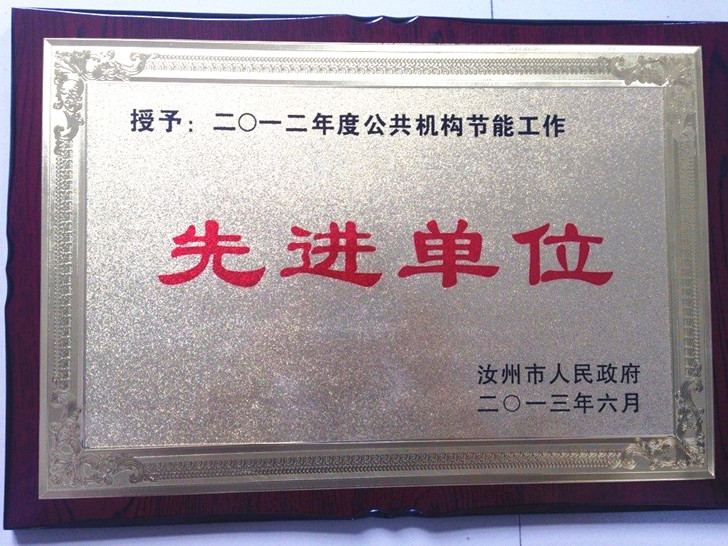 授予：二〇一二年度公共机构节能工作
先进单位
汝州市人民政府
二〇一三年六月